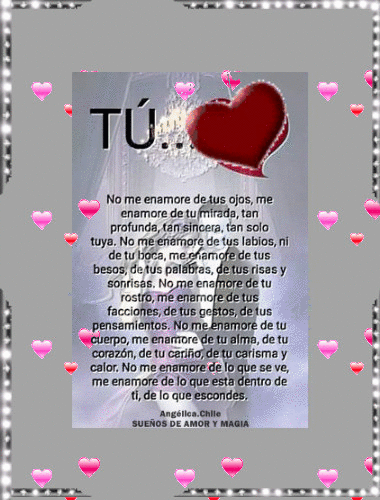 TÚ...
No me enamore de tus ojos, me
enamore de tu mirada, tan
profunda, tan sincera, tan solo
tuya. No me enamore de tus labios, ni
de tu boca, me enamore de tus
besos, de tus palabras, de tus risas y
sonrisas. No me enamore de tu
rostro, me enamore de tus
facciones, de tus gestos, de tus
pensamientos. No me enamore de tu
cuerpo, me enamore de tu alma, de tu
corazón, de tu cariño, de tu carisma y
calor. No me enamore de lo que se ve,
me enamore de lo que esta dentro de
ti, de lo que escondes.
Angélica.Chile
SUEÑOS DE AMOR Y MAGIA